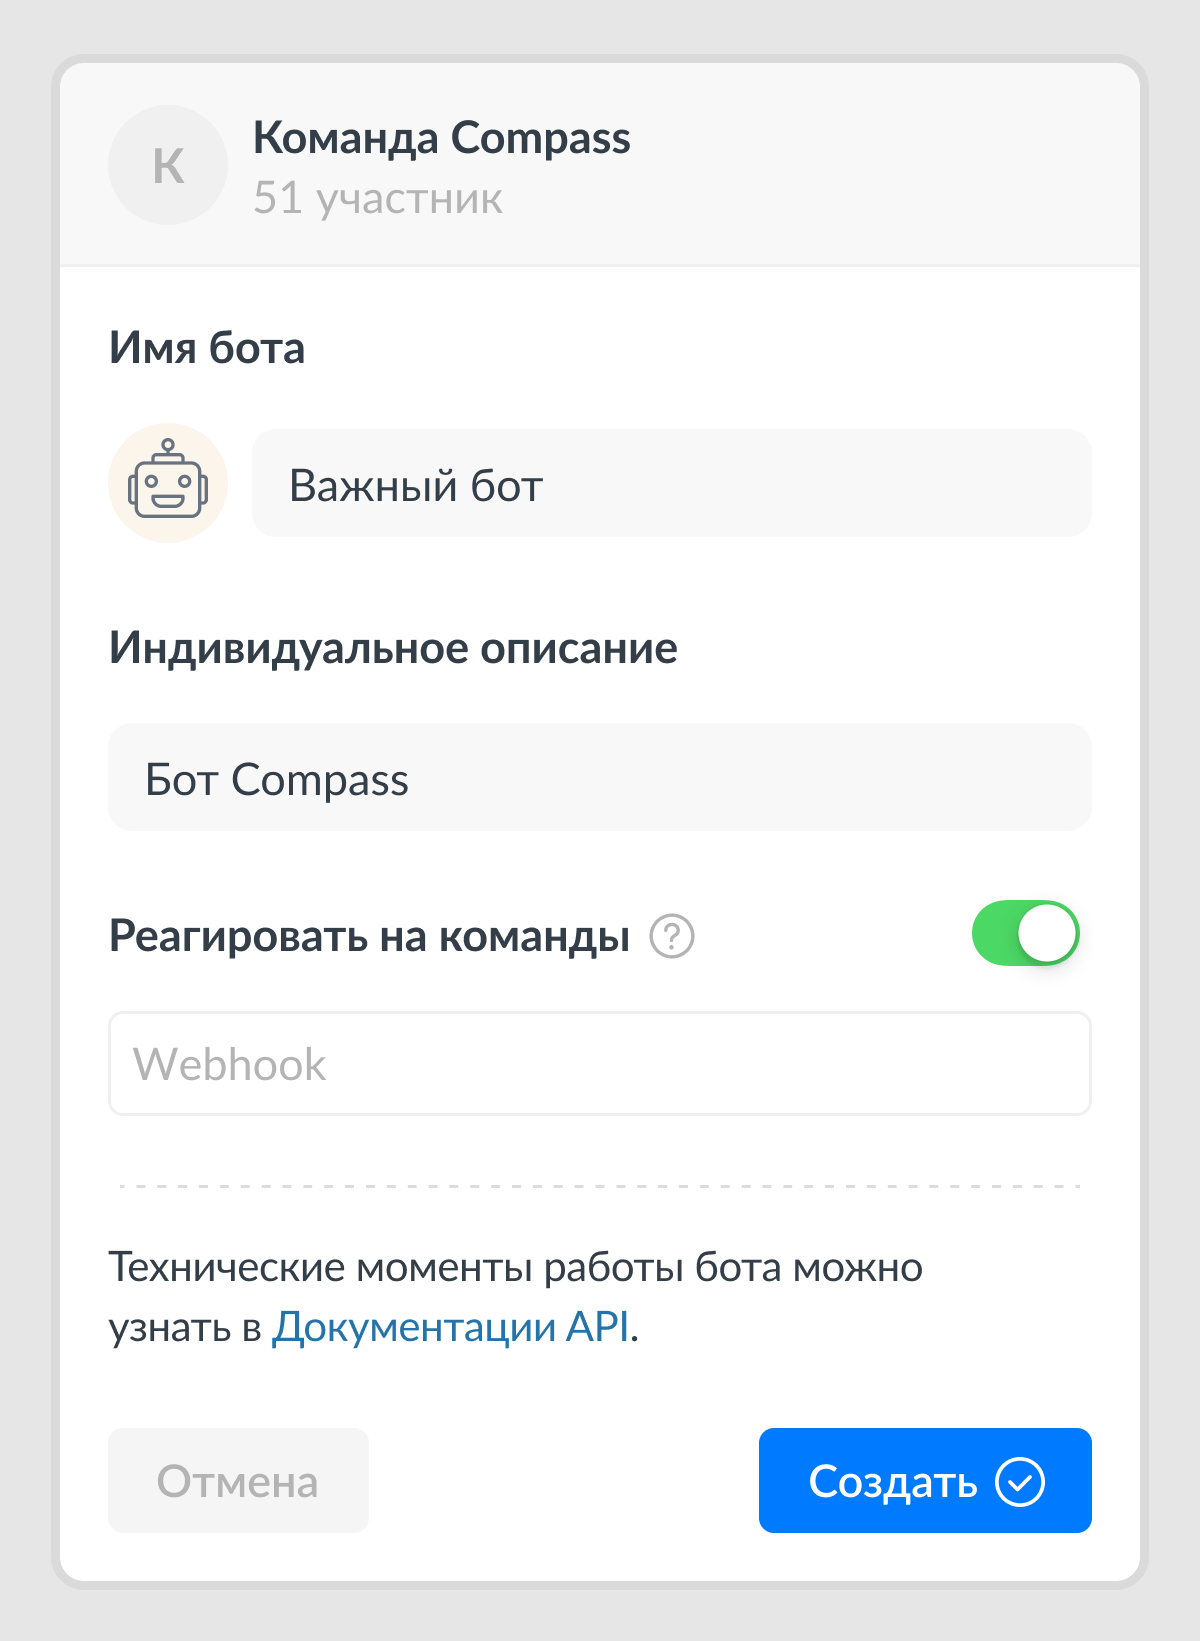 К
Команда Compass
51 участник
Имя бота
Важный бот
Индивидуальное описание
Бот Compass
Реагировать на команды ?
Webhook
Технические моменты работы бота можно
узнать в Документации API.
Отмена
Создать